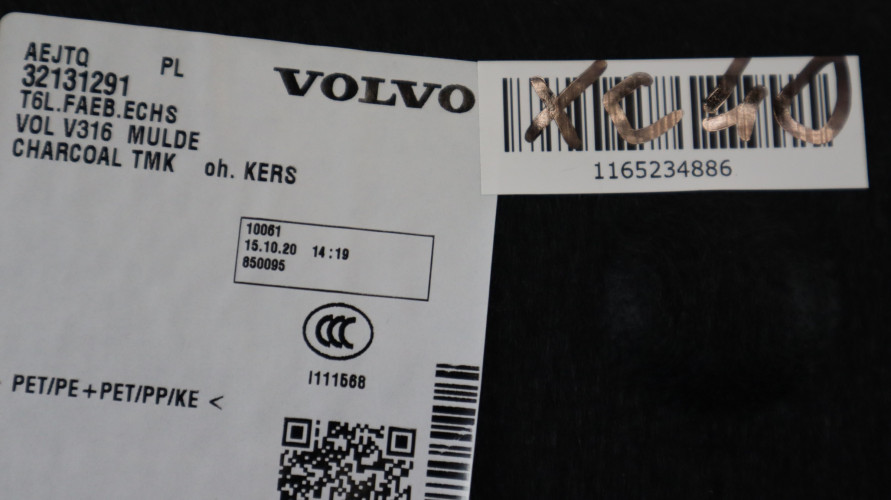 AEJTQ PL
32131291
T6L.FAEB.ECHS
VOL V316 MULDE
CHARCOAL TMK oh. KERS
VOLVO
XC40
1165234886
10061
15.10.20 14:19
850095
CCC
I111568
PET/PE+PET/PP/KE <